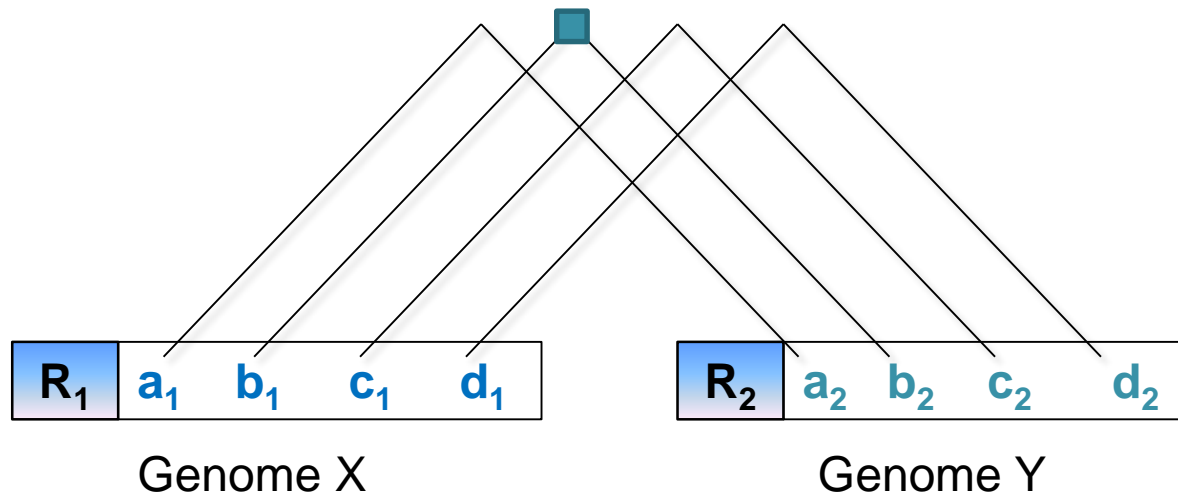 R₁ a₁ b₁ c₁ d₁ R₂ a₂ b₂ c₂ d₂
Genome X Genome Y